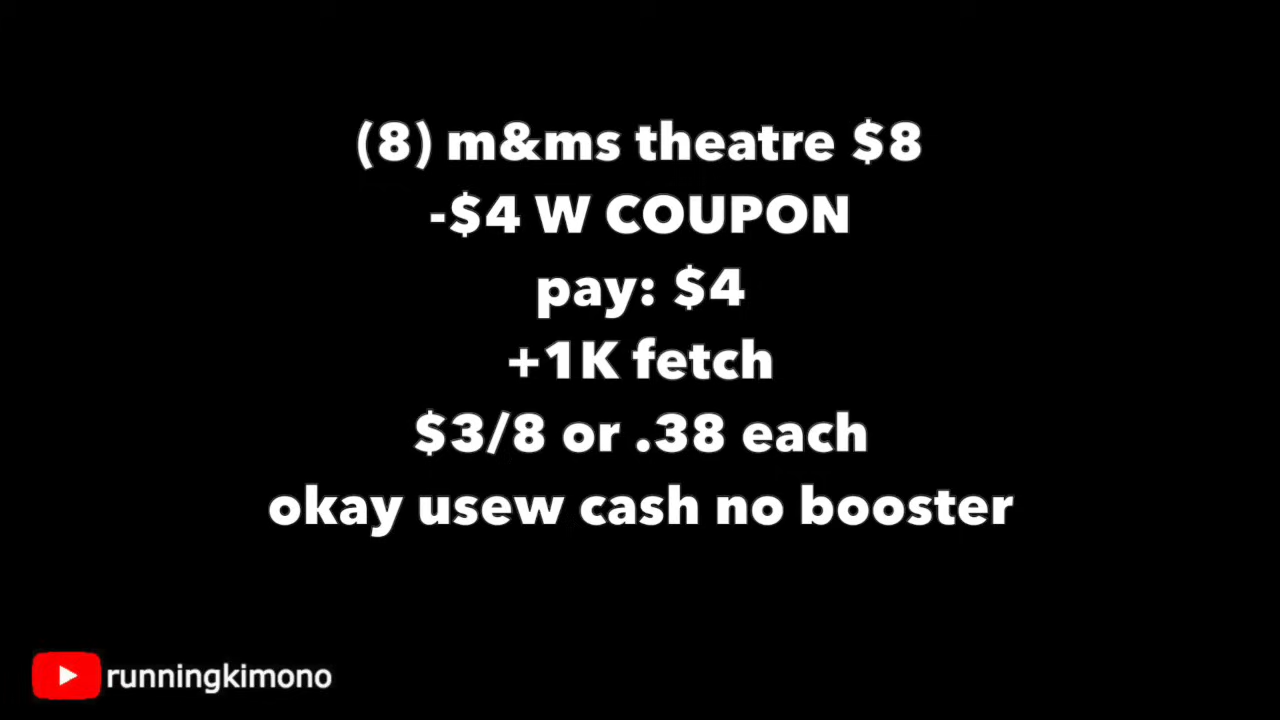 (8) m&ms theatre $8
-$4 W COUPON
pay: $4
+1K fetch
$3/8 or .38 each
okay usew cash no booster
runningkimono